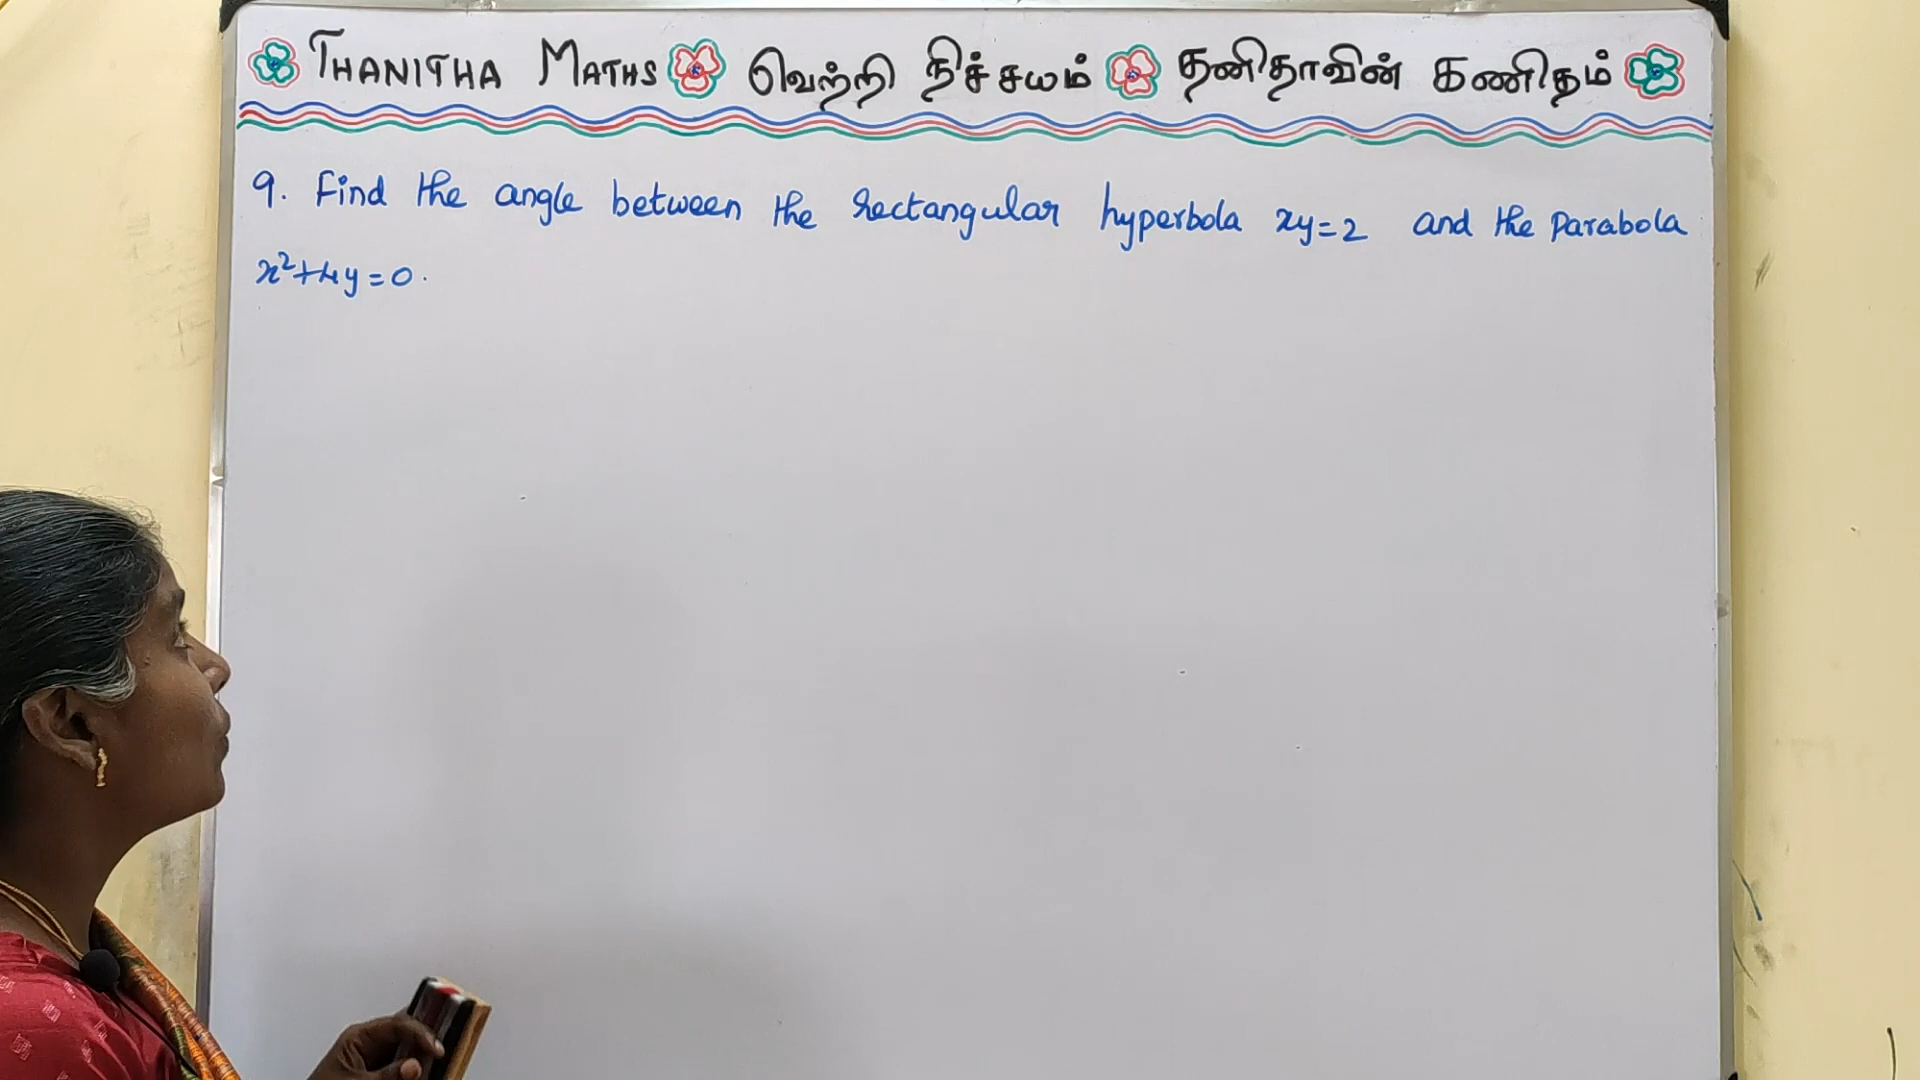 THANITHA MATHS வெற்றி நிச்சயம் தனிதாவின் கணிதம்
9. Find the angle between the rectangular hyperbola xy=2 and the parabola
x²+4y=0.